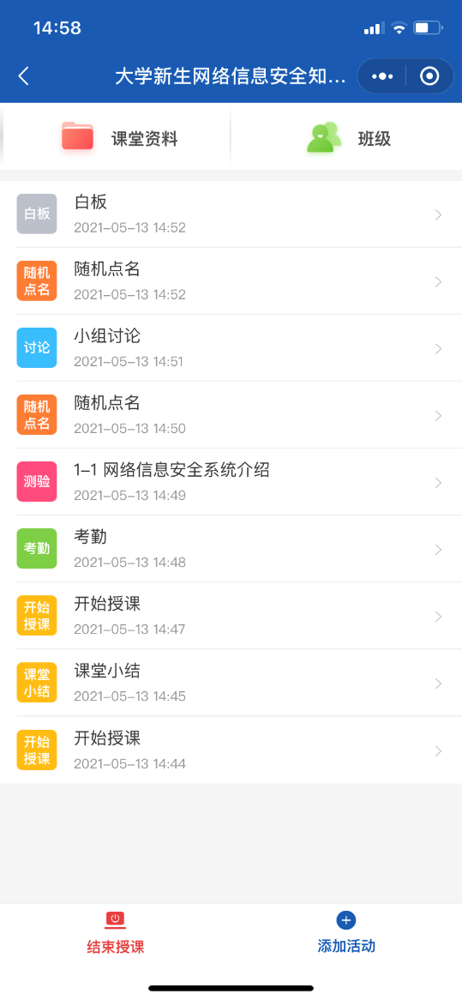 14:58
大学新生网络信息安全知...
课堂资料
班级
白板
白板
2021-05-13 14:52
随机
点名
随机点名
2021-05-13 14:52
讨论
小组讨论
2021-05-13 14:51
随机
点名
随机点名
2021-05-13 14:50
测验
1-1 网络信息安全系统介绍
2021-05-13 14:49
考勤
考勤
2021-05-13 14:48
开始
授课
开始授课
2021-05-13 14:47
课堂
小结
课堂小结
2021-05-13 14:45
开始
授课
开始授课
2021-05-13 14:44
结束授课
添加活动